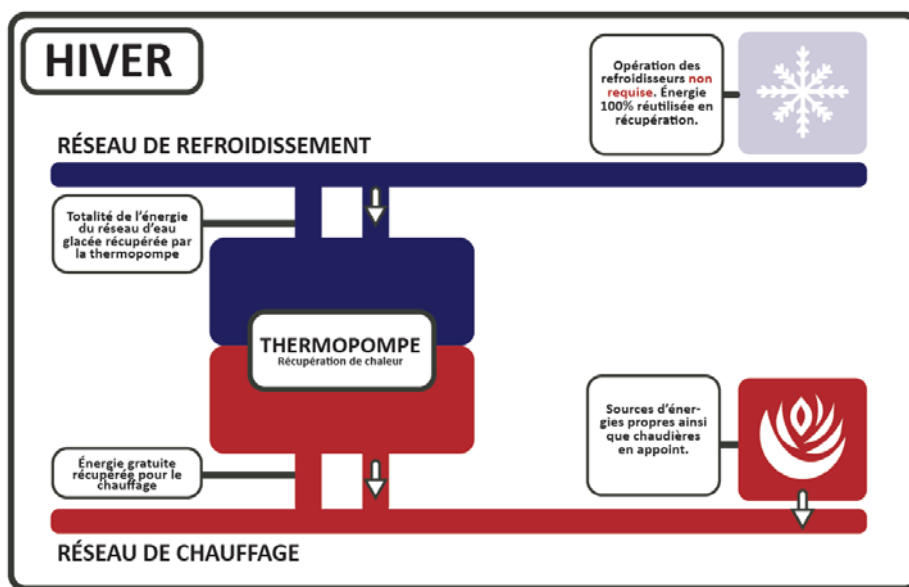 HIVER
Opération des
refroidisseurs non
requise. Énergie
100% réutilisée en
récupération.
RÉSEAU DE REFROIDISSEMENT
Totalité de l'énergie
du réseau d'eau
glacée récupérée par
la thermopompe
THERMOPOMPE
Récupération de chaleur
Sources d'éner-
gies propres ainsi
que chaudières
en appoint.
Énergie gratuite
récupérée pour le
chauffage
RÉSEAU DE CHAUFFAGE